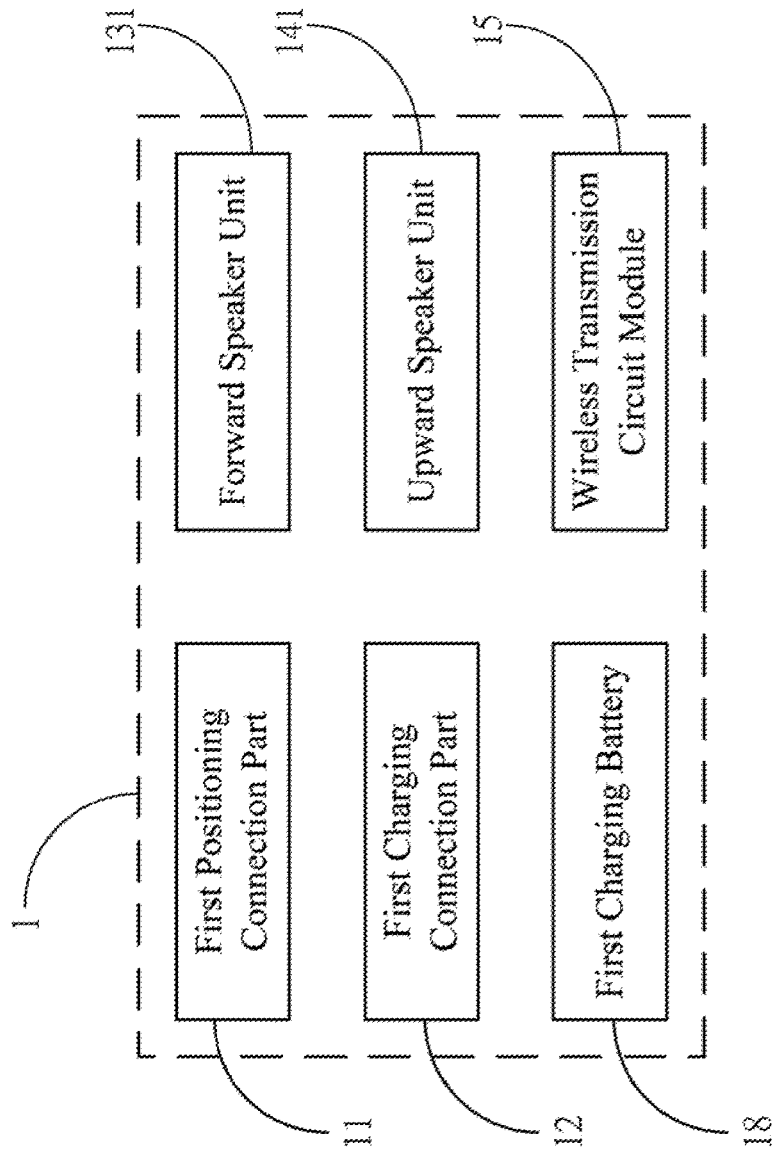 1
11
First Positioning
Connection Part
Forward Speaker Unit
131
12
First Charging
Connection Part
Upward Speaker Unit
141
18
First Charging Battery
Wireless Transmission
Circuit Module
15